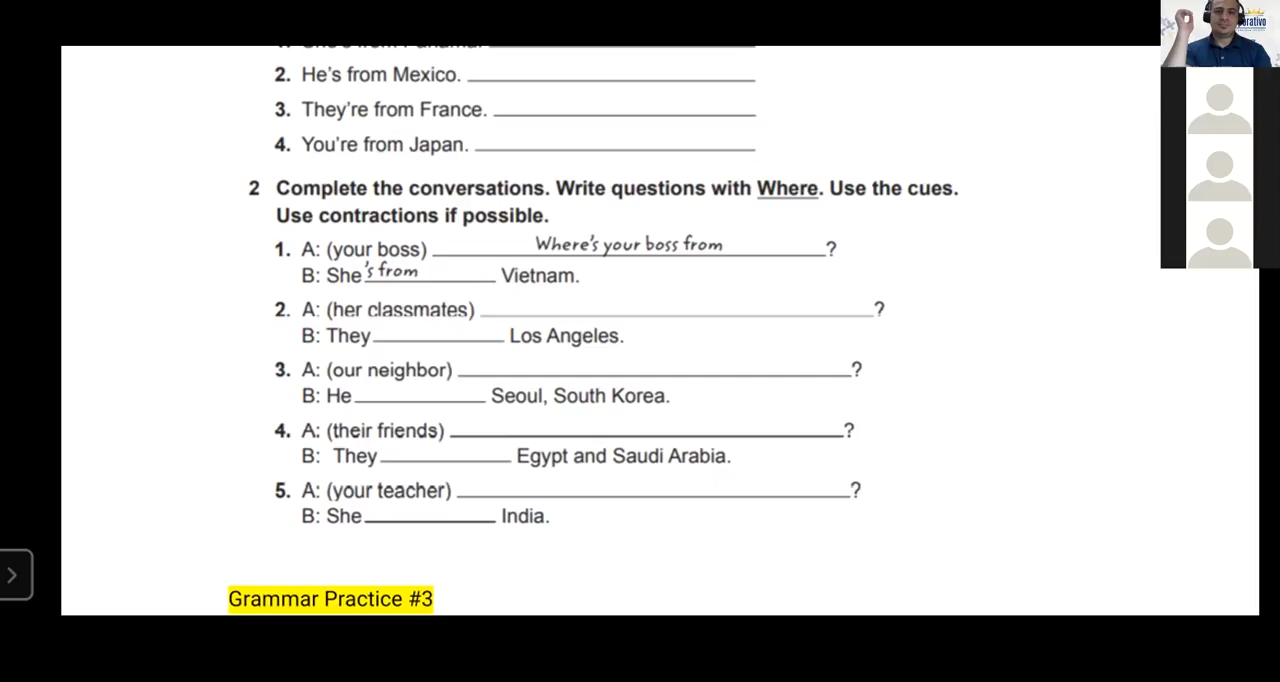 2. He's from Mexico.
3. They're from France.
4. You're from Japan.
2 Complete the conversations. Write questions with Where. Use the cues.
Use contractions if possible.
1. A: (your boss) Where's your boss from ?
B: She's from Vietnam.
2. A: (her classmates) ?
B: They Los Angeles.
3. A: (our neighbor) ?
B: He Seoul, South Korea.
4. A: (their friends) ?
B: They Egypt and Saudi Arabia.
5. A: (your teacher) ?
B: She India.
Grammar Practice #3